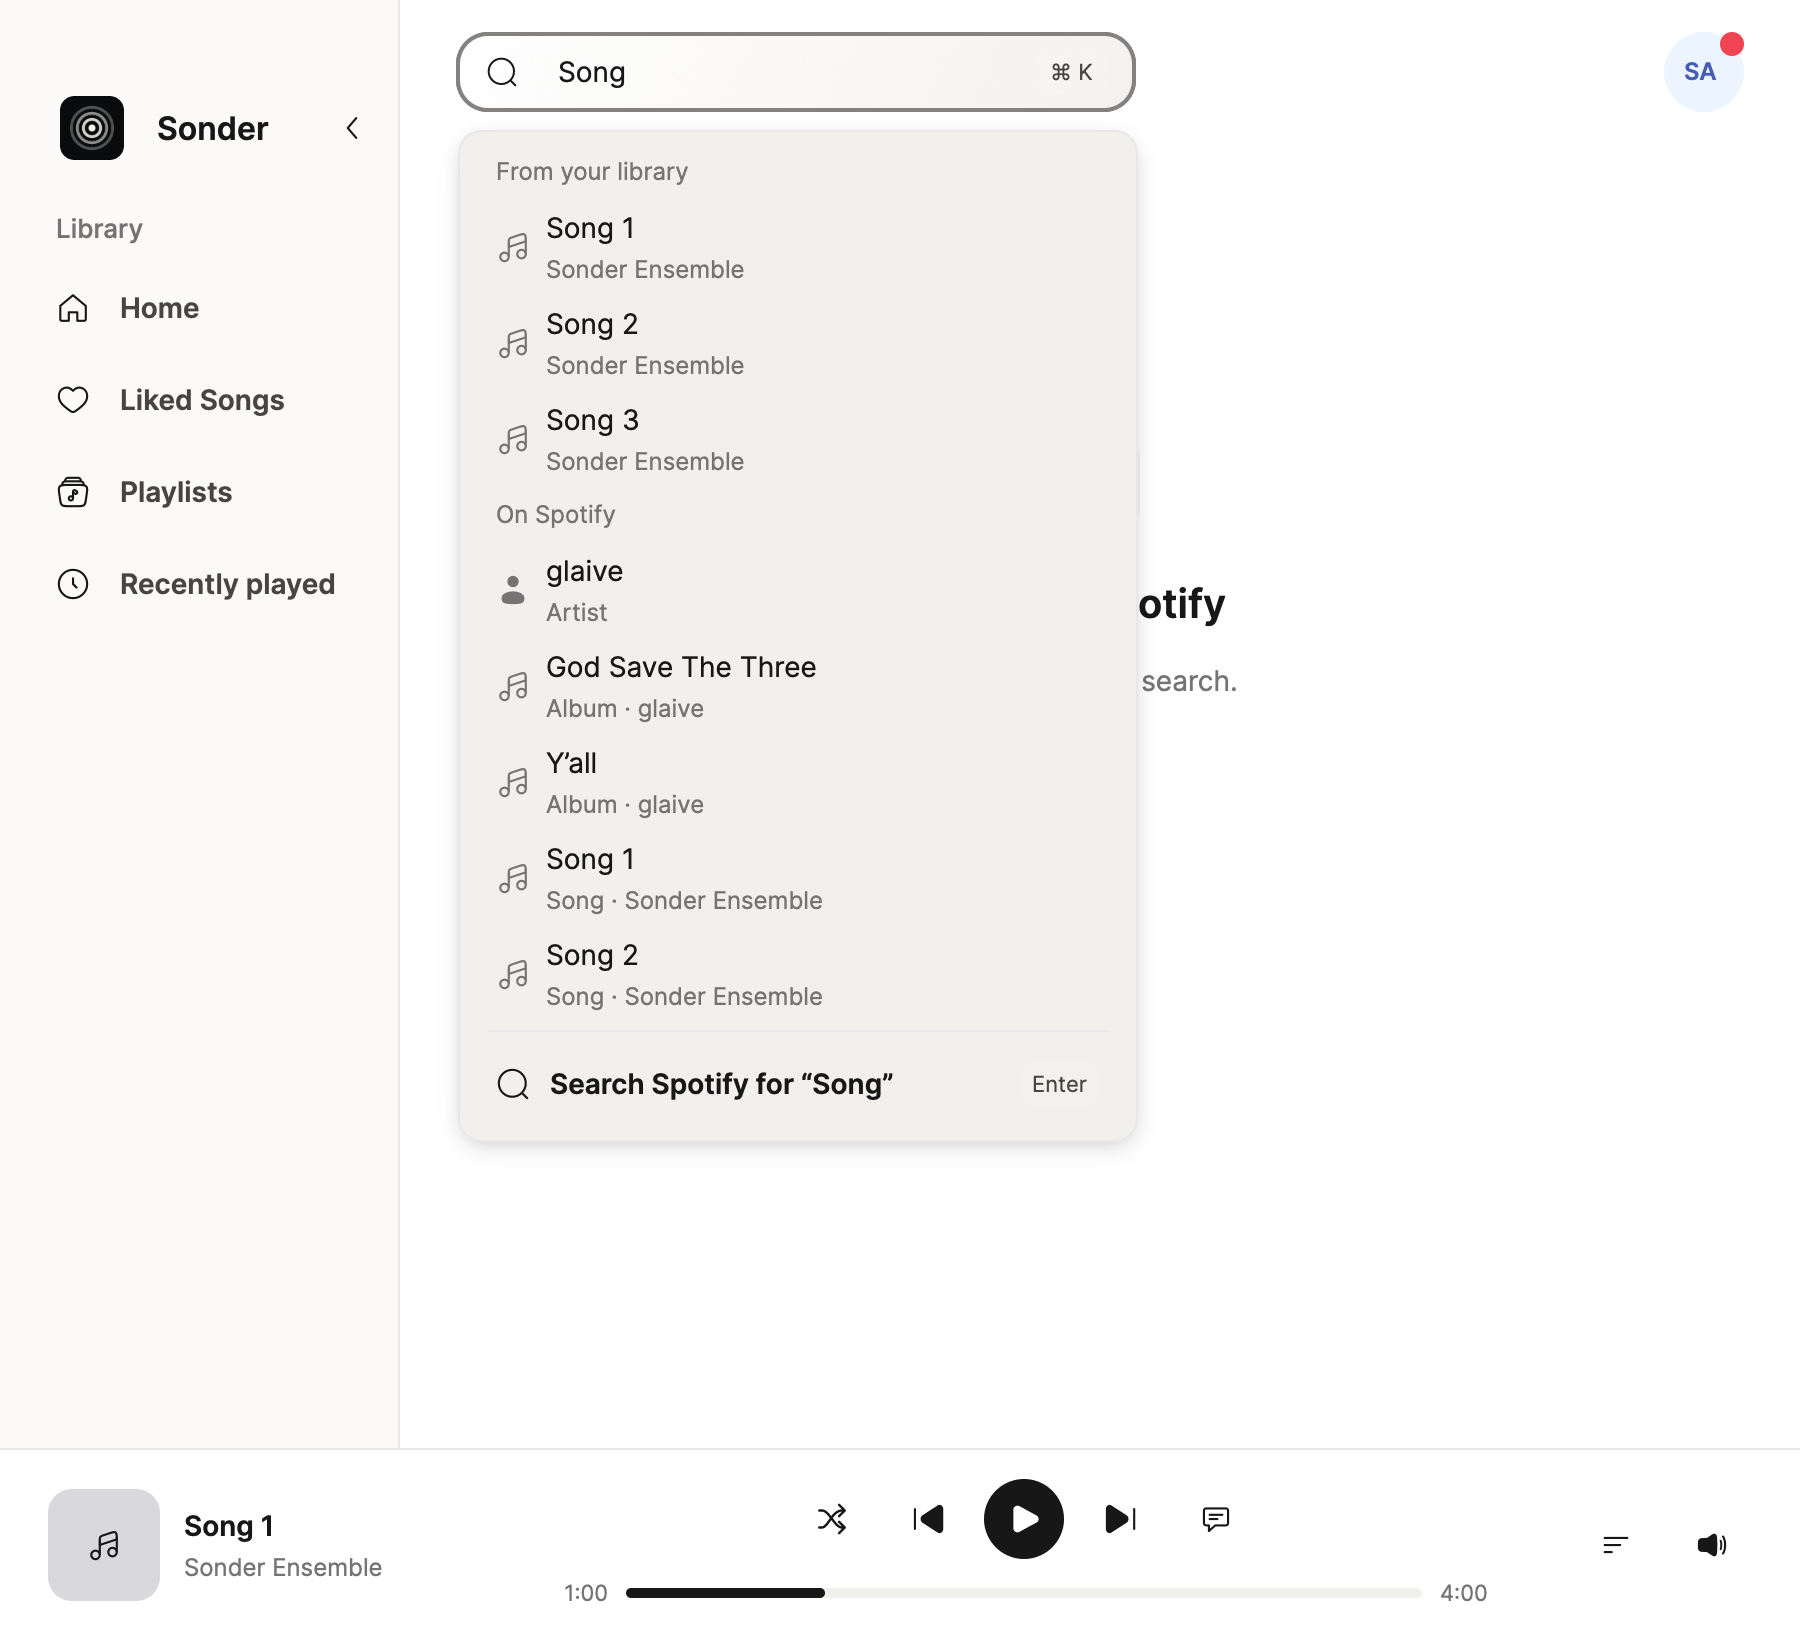 Song
⌘ K
SA
Sonder
Library
Home
Liked Songs
Playlists
Recently played
From your library
Song 1
Sonder Ensemble
Song 2
Sonder Ensemble
Song 3
Sonder Ensemble
On Spotify
glaive
Artist
God Save The Three
Album · glaive
Y’all
Album · glaive
Song 1
Song · Sonder Ensemble
Song 2
Song · Sonder Ensemble
Search Spotify for “Song”
Enter
otify
search.
Song 1
Sonder Ensemble
1:00
4:00